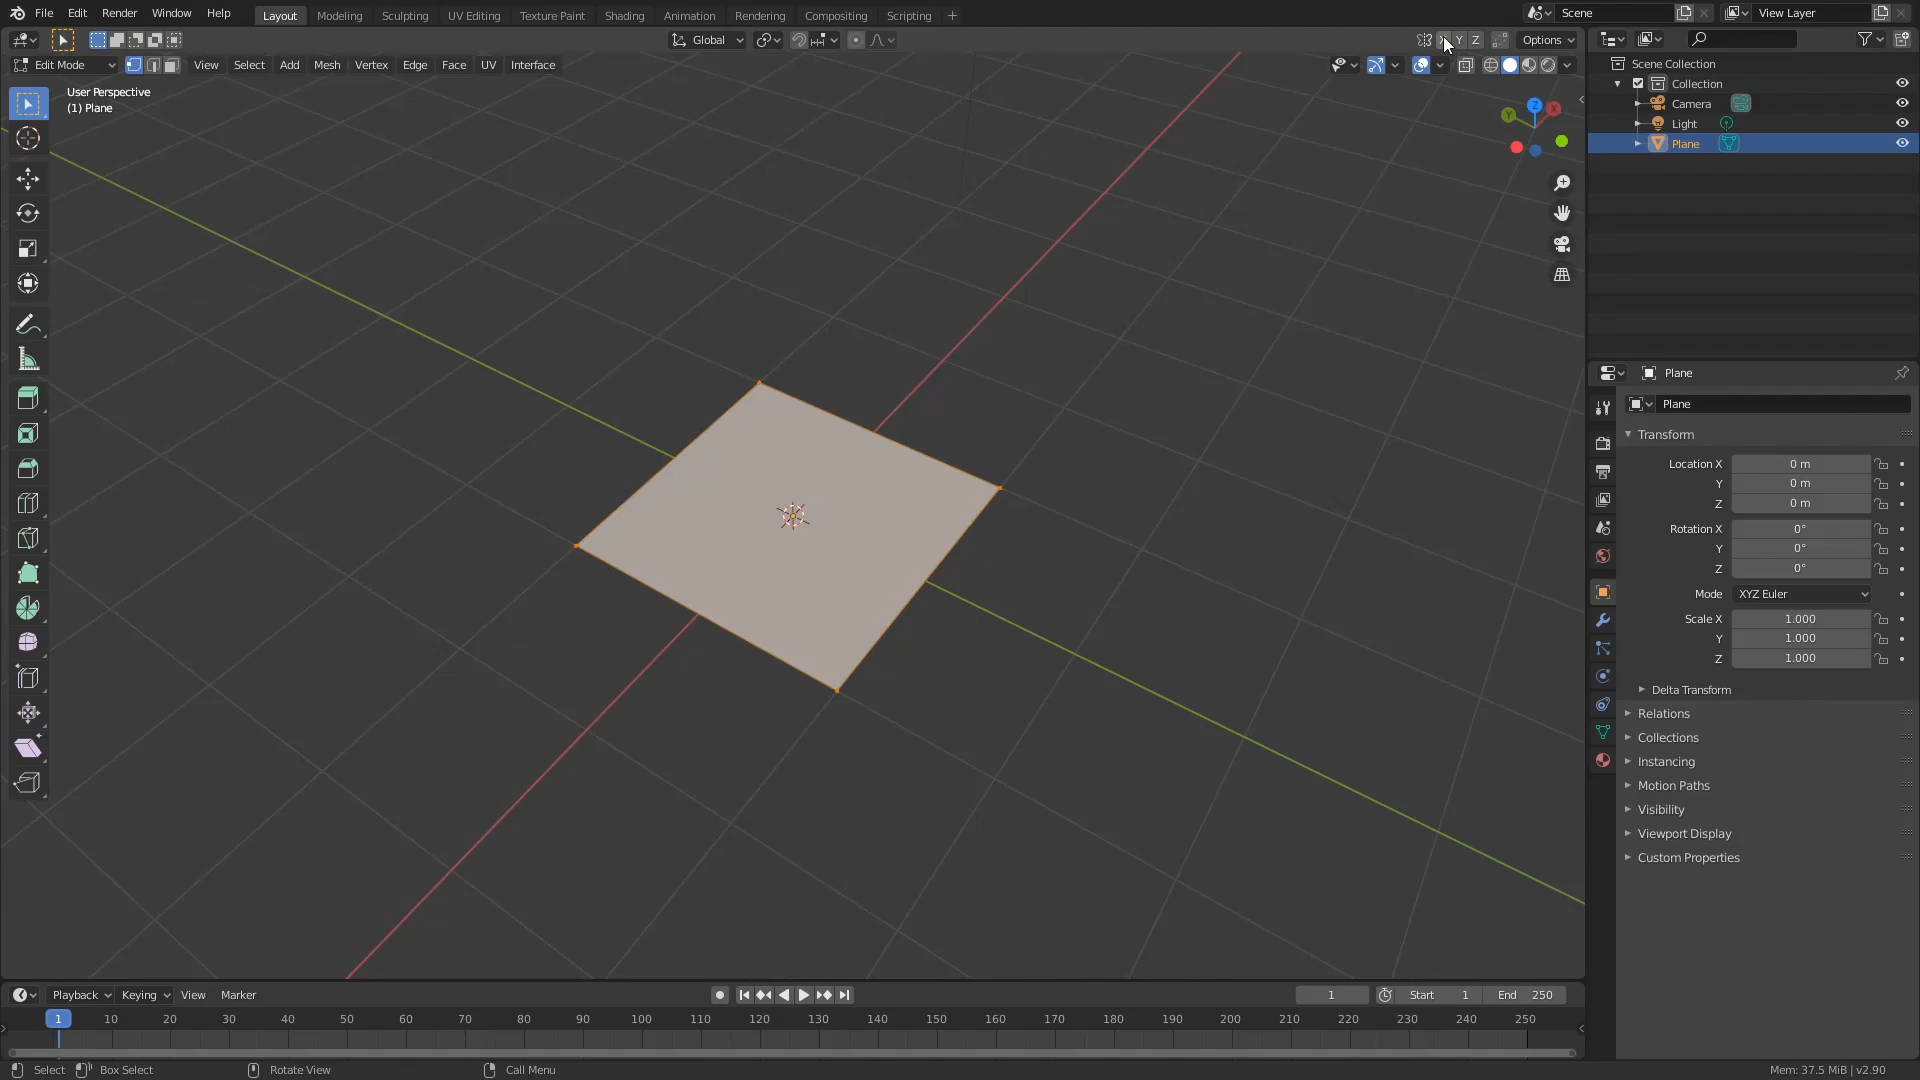 File Edit Render Window Help Layout Modeling Sculpting UV Editing Texture Paint Shading Animation Rendering Compositing Scripting + Scene View Layer
Global X Y Z Options
Edit Mode View Select Add Mesh Vertex Edge Face UV Interface
User Perspective
(1) Plane
Z
X
Y
Scene Collection
Collection
Camera
Light
Plane
Plane
Plane
Transform
Location X 0 m
Y 0 m
Z 0 m
Rotation X 0°
Y 0°
Z 0°
Mode XYZ Euler
Scale X 1.000
Y 1.000
Z 1.000
Delta Transform
Relations
Collections
Instancing
Motion Paths
Visibility
Viewport Display
Custom Properties
Playback Keying View Marker 1 Start 1 End 250
1 10 20 30 40 50 60 70 80 90 100 110 120 130 140 150 160 170 180 190 200 210 220 230 240 250
Select Box Select Rotate View Call Menu Mem: 37.5 MiB | v2.90